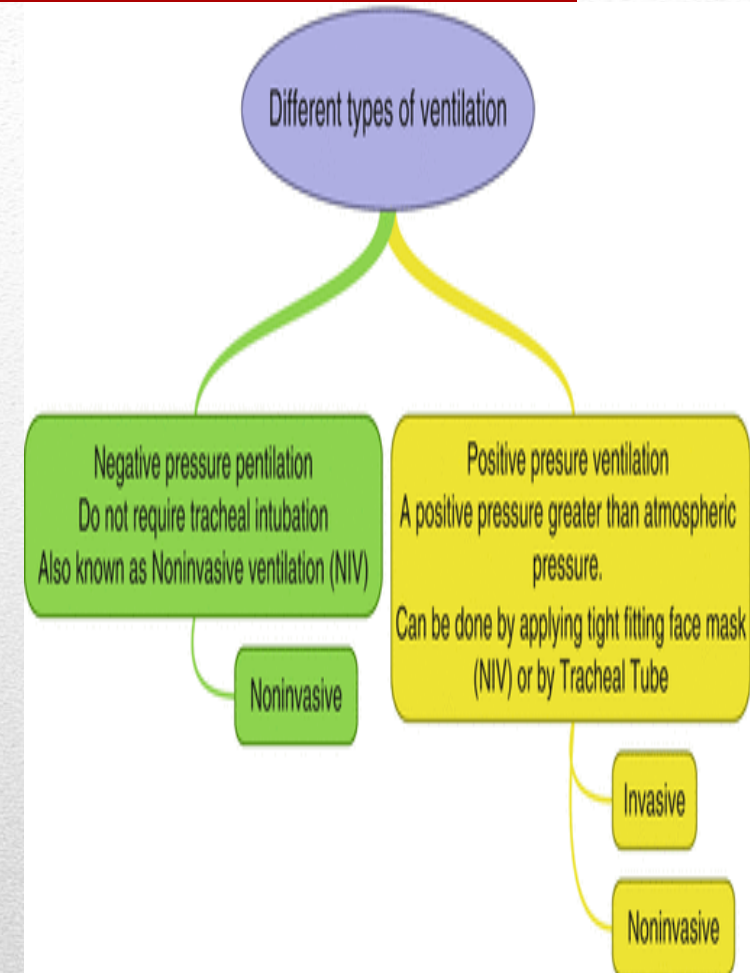 Different types of ventilation
Negative pressure pentilation
Do not require tracheal intubation
Also known as Noninvasive ventilation (NIV)
Noninvasive
Positive presure ventilation
A positive pressure greater than atmospheric
pressure.
Can be done by applying tight fitting face mask
(NIV) or by Tracheal Tube
Invasive
Noninvasive